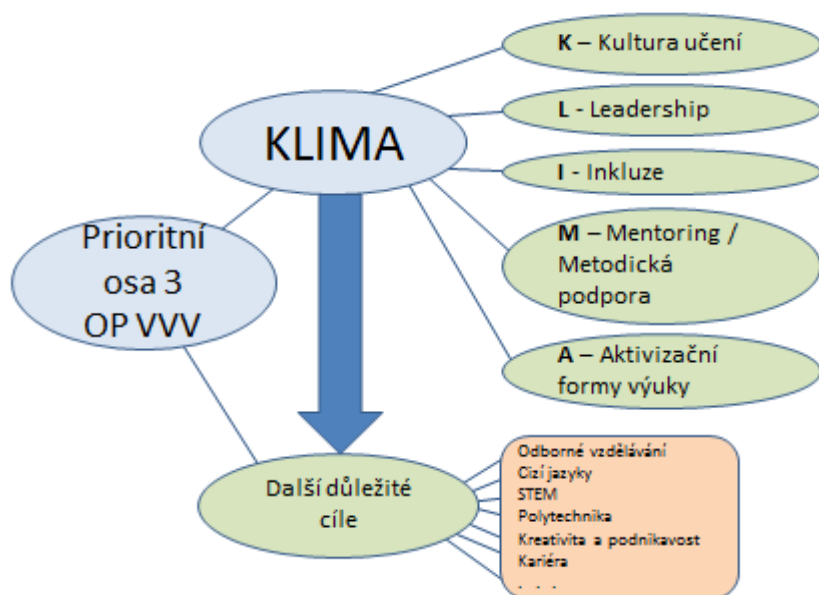 K – Kultura učení
L - Leadership
KLIMA
I - Inkluze
Prioritní
osa 3
OP VVV
M – Mentoring /
Metodická
podpora
A – Aktivizační
formy výuky
Další důležité
cíle
Odborné vzdělávání
Cizí jazyky
STEM
Polytechnika
Kreativita a podnikavost
Kariéra
. . .